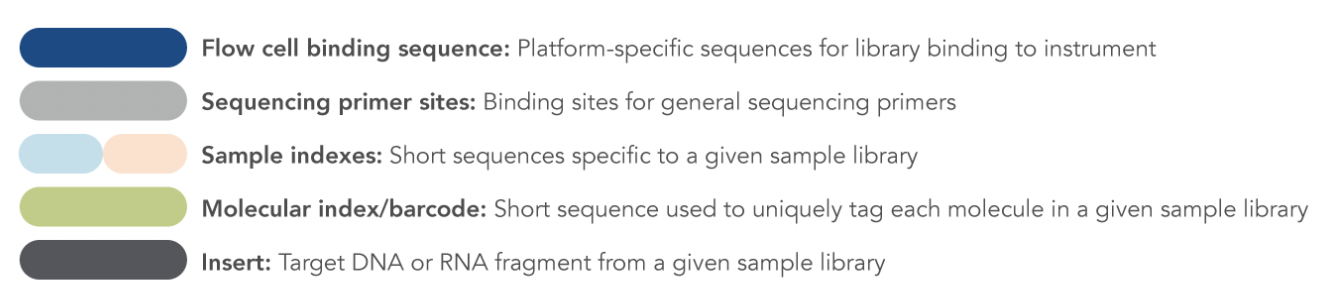 Flow cell binding sequence: Platform-specific sequences for library binding to instrument
Sequencing primer sites: Binding sites for general sequencing primers
Sample indexes: Short sequences specific to a given sample library
Molecular index/barcode: Short sequence used to uniquely tag each molecule in a given sample library
Insert: Target DNA or RNA fragment from a given sample library